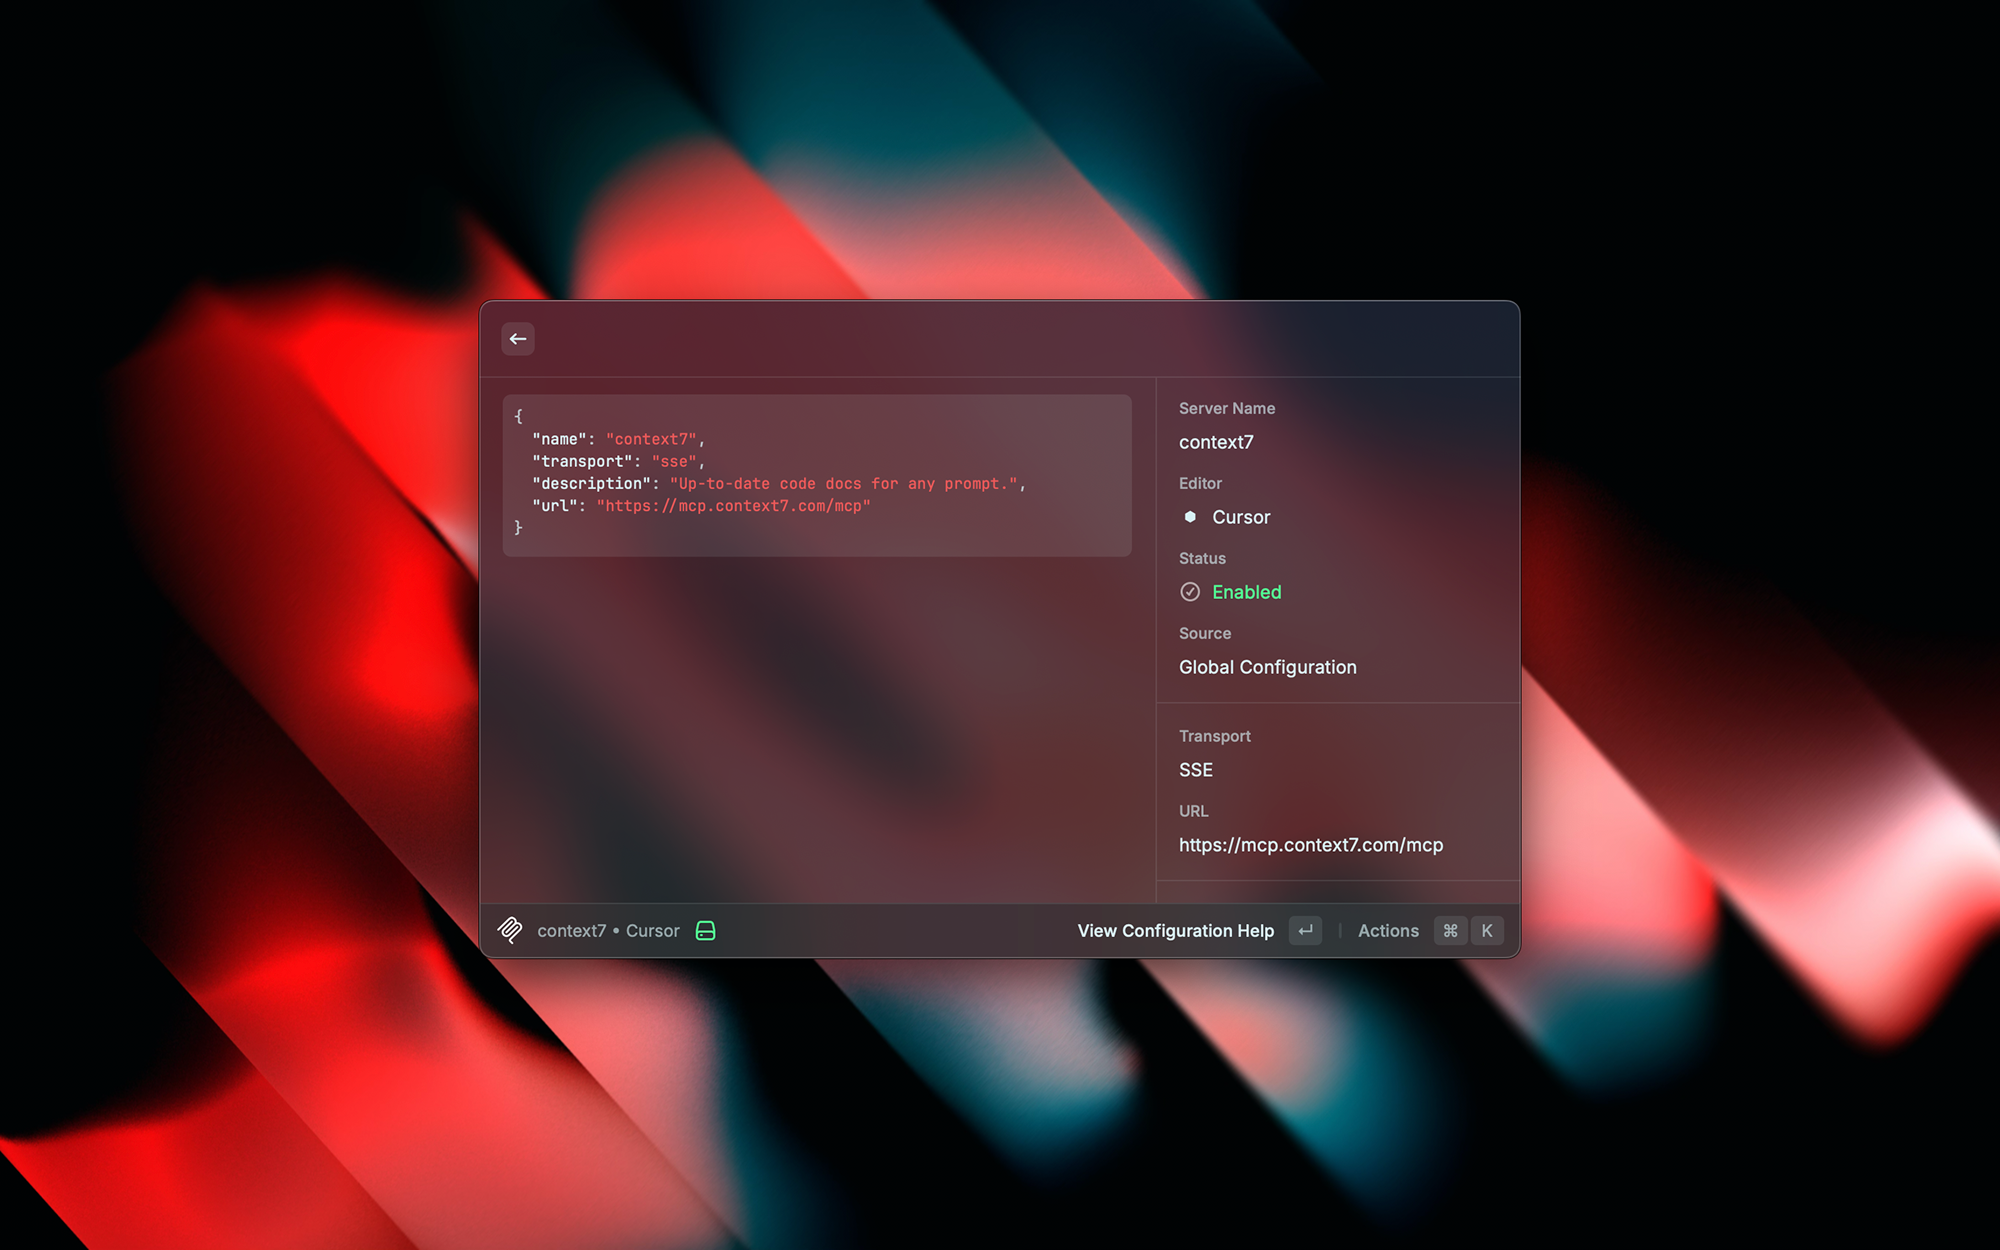 {
  "name": "context7",
  "transport": "sse",
  "description": "Up-to-date code docs for any prompt.",
  "url": "https://mcp.context7.com/mcp"
}
Server Name
context7
Editor
Cursor
Status
Enabled
Source
Global Configuration
Transport
SSE
URL
https://mcp.context7.com/mcp
context7 • Cursor
View Configuration Help ↵ | Actions ⌘ K